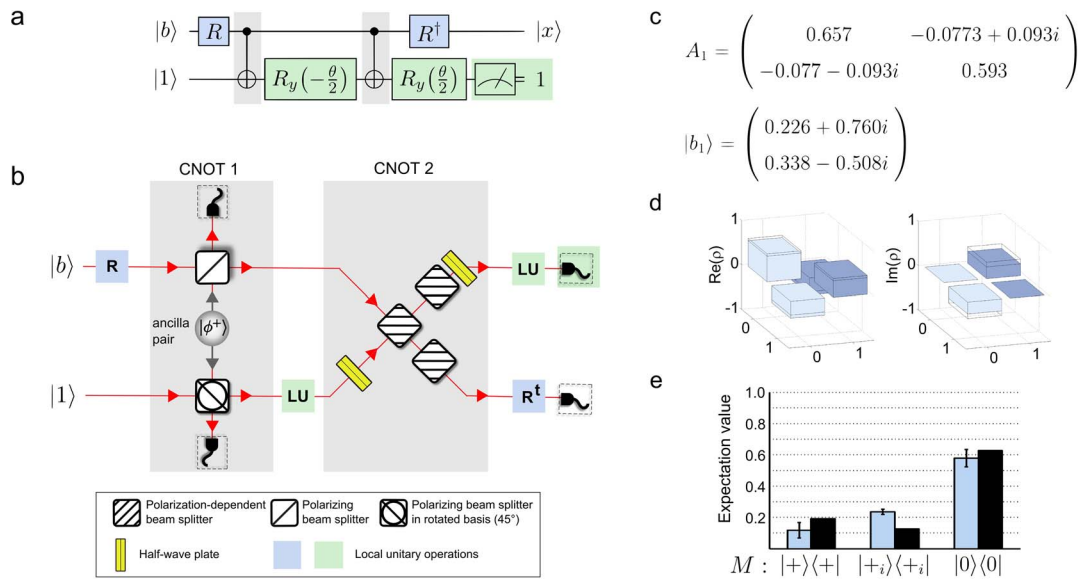 a
|b⟩ R R† |x⟩
|1⟩ R_y(-θ/2) R_y(θ/2) = 1
b
CNOT 1
CNOT 2
|b⟩ R LU
ancilla
pair
|ϕ⁺⟩
|1⟩ LU Rᵗ
Polarization-dependent
beam splitter
Polarizing
beam splitter
Polarizing beam splitter
in rotated basis (45°)
Half-wave plate
Local unitary operations
c
A₁ = ( 0.657 -0.0773 + 0.093i
-0.077 - 0.093i 0.593 )
|b₁⟩ = ( 0.226 + 0.760i
0.338 - 0.508i )
d
Re(ρ)
1
0
-1
0
1
0
1
Im(ρ)
1
0
-1
0
1
0
1
e
Expectation value
1.0
0.8
0.6
0.4
0.2
M : |+⟩⟨+| |+ᵢ⟩⟨+ᵢ| |0⟩⟨0|